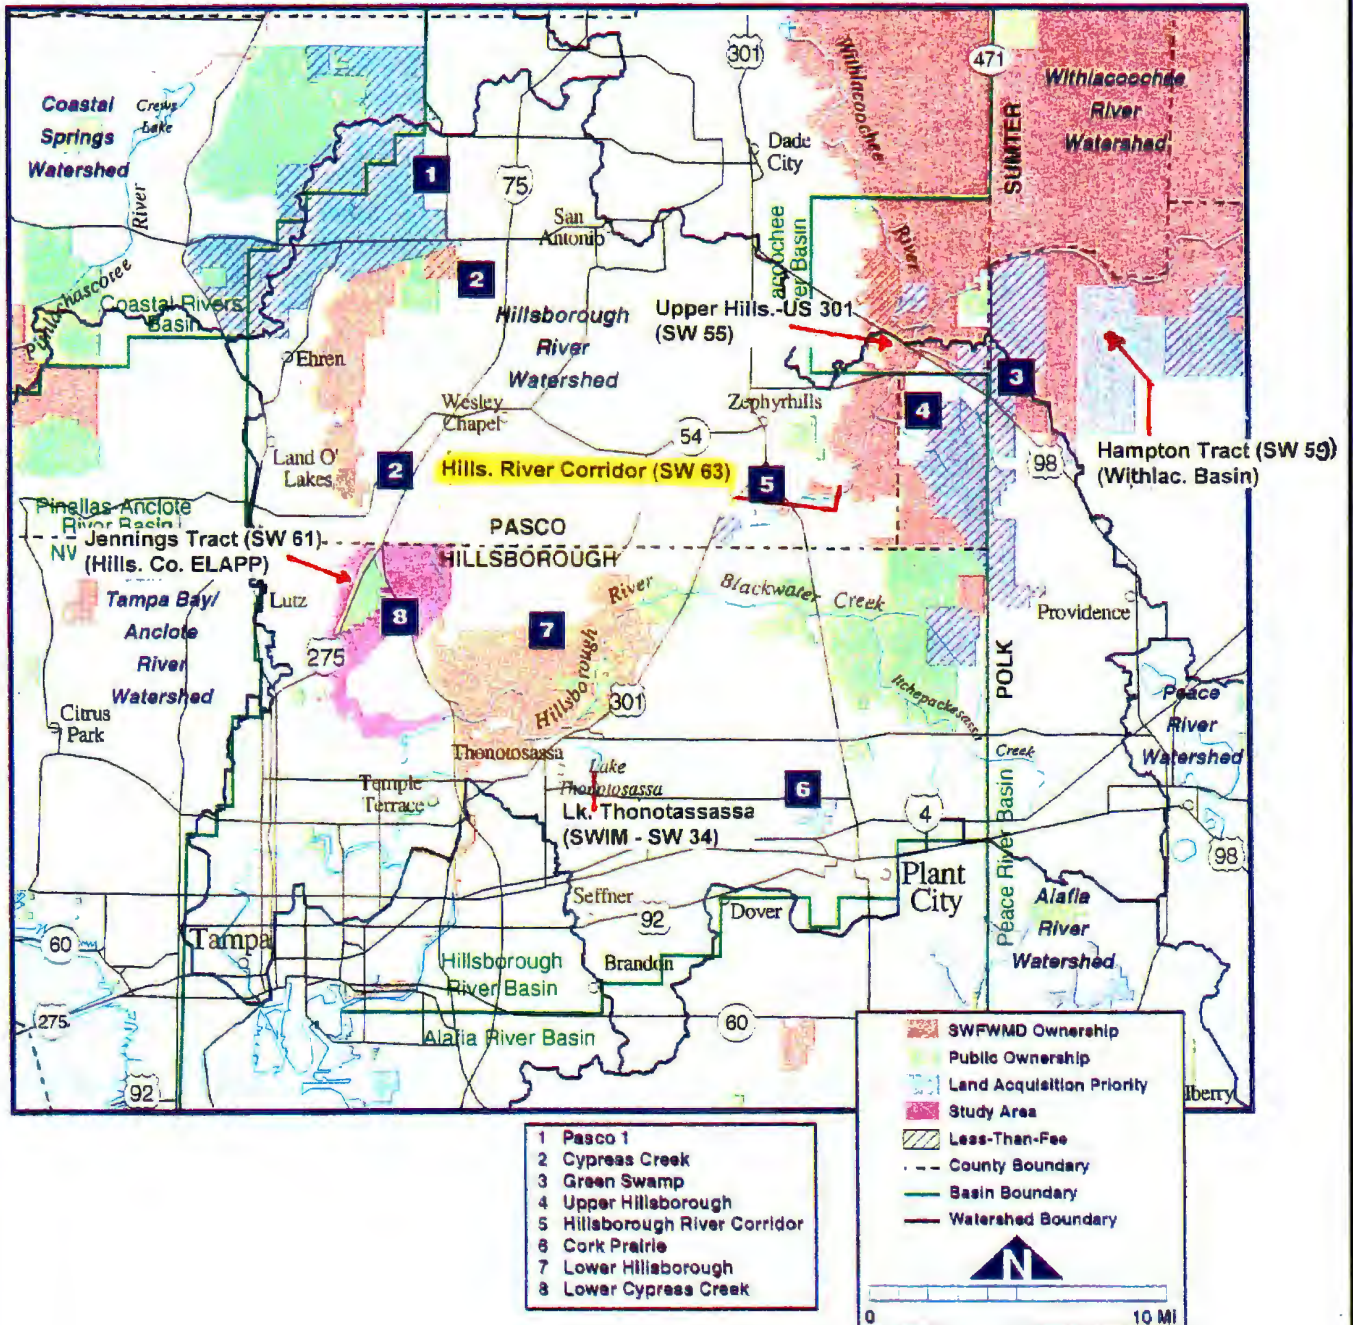 301
471
Withlacoochee
River
Withlacoochee
River
Watershed
SUMTER
Coastal
Springs
Watershed
Crews
Lake
River
Dade
City
1
75
San
Antonio
2
Pithlachascotee
Coastal Rivers
Basin
Hillsborough
River
Watershed
Upper Hills.-US 301
(SW 55)
Ehren
3
4
Wesley
Chapel
Zephyrhills
54
98
Hampton Tract (SW 59)
(Withlac. Basin)
Land O'
Lakes
2
Hills. River Corridor (SW 63)
5
Pinellas Anclote
River Basin
PASCO
HILLSBOROUGH
Jennings Tract (SW 61)
(Hills. Co. ELAPP)
Tampa Bay/
Anclote
River
Watershed
Lutz
8
7
River
Hillsborough
Blackwater Creek
Providence
275
301
POLK
Itchepackesassa
Creek
Peace
River
Watershed
Citrus
Park
Thonotosassa
Temple
Terrace
Lake
Thonotosassa
Lk. Thonotassassa
(SWIM - SW 34)
6
4
98
Plant
City
Peace River Basin
Alafia
River
Watershed
Seffner
92
Dover
60
Tampa
Hillsborough
River Basin
Brandon
275
Alafia River Basin
60
92
lberry
SWFWMD Ownership
Public Ownership
Land Acquisition Priority
Study Area
Less-Than-Fee
County Boundary
Basin Boundary
Watershed Boundary
N
0 10 Mi
1 Pasco 1
2 Cypress Creek
3 Green Swamp
4 Upper Hillsborough
5 Hillsborough River Corridor
6 Cork Prairie
7 Lower Hillsborough
8 Lower Cypress Creek